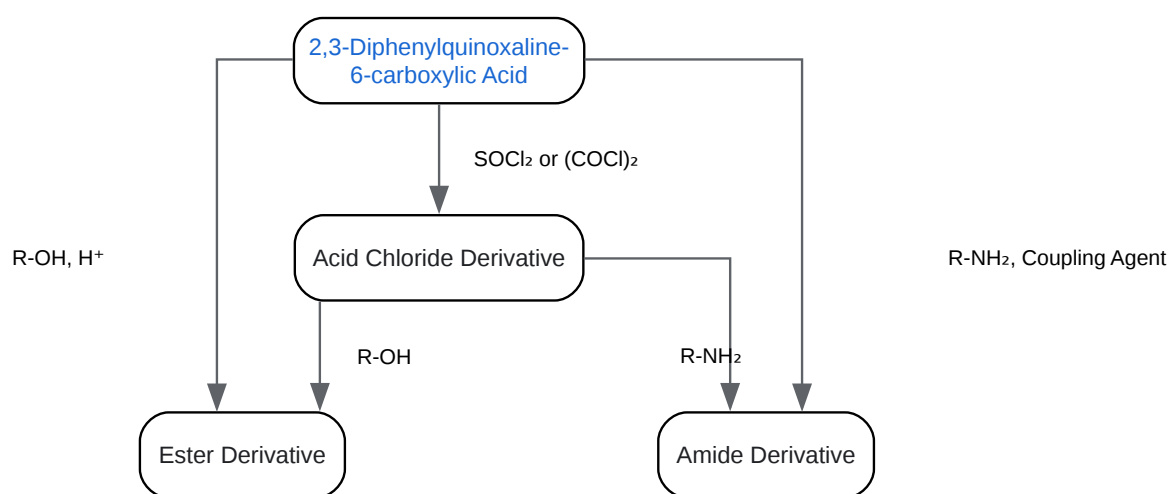 2,3-Diphenylquinoxaline-
6-carboxylic Acid
SOCl₂ or (COCl)₂
R-OH, H⁺
Acid Chloride Derivative
R-NH₂, Coupling Agent
R-OH
R-NH₂
Ester Derivative
Amide Derivative